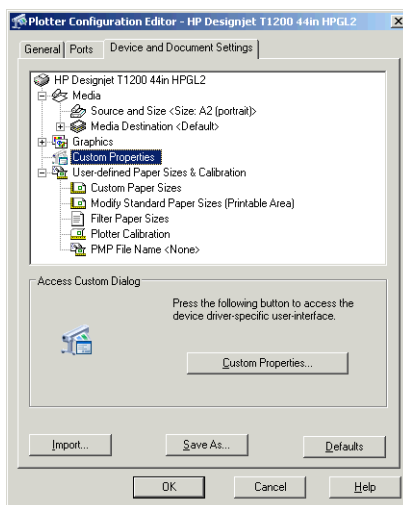 Plotter Configuration Editor - HP Designjet T1200 44in HPGL2
General Ports Device and Document Settings
HP Designjet T1200 44in HPGL2
Media
Source and Size <Size: A2 (portrait)>
Media Destination <Default>
Graphics
Custom Properties
User-defined Paper Sizes & Calibration
Custom Paper Sizes
Modify Standard Paper Sizes (Printable Area)
Filter Paper Sizes
Plotter Calibration
PMP File Name <None>
Access Custom Dialog
Press the following button to access the
device driver-specific user-interface.
Custom Properties...
Import... Save As... Defaults
OK Cancel Help